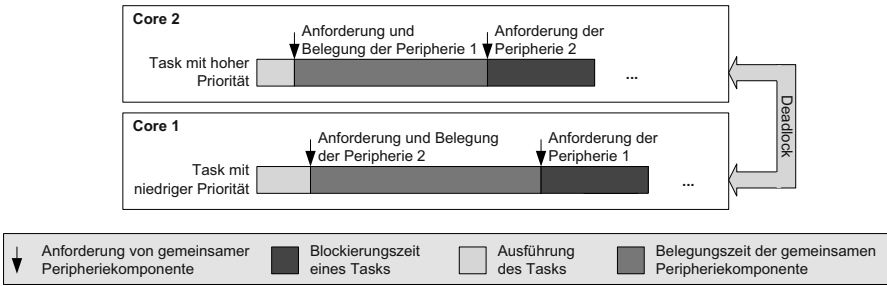 Core 2
Anforderung und
Belegung der Peripherie 1
Anforderung der
Peripherie 2
Task mit hoher
Priorität
...
Core 1
Anforderung und Belegung
der Peripherie 2
Anforderung der
Peripherie 1
Task mit
niedriger Priorität
...
Deadlock
Anforderung von gemeinsamer
Peripheriekomponente
Blockierungszeit
eines Tasks
Ausführung
des Tasks
Belegungszeit der gemeinsamen
Peripheriekomponente